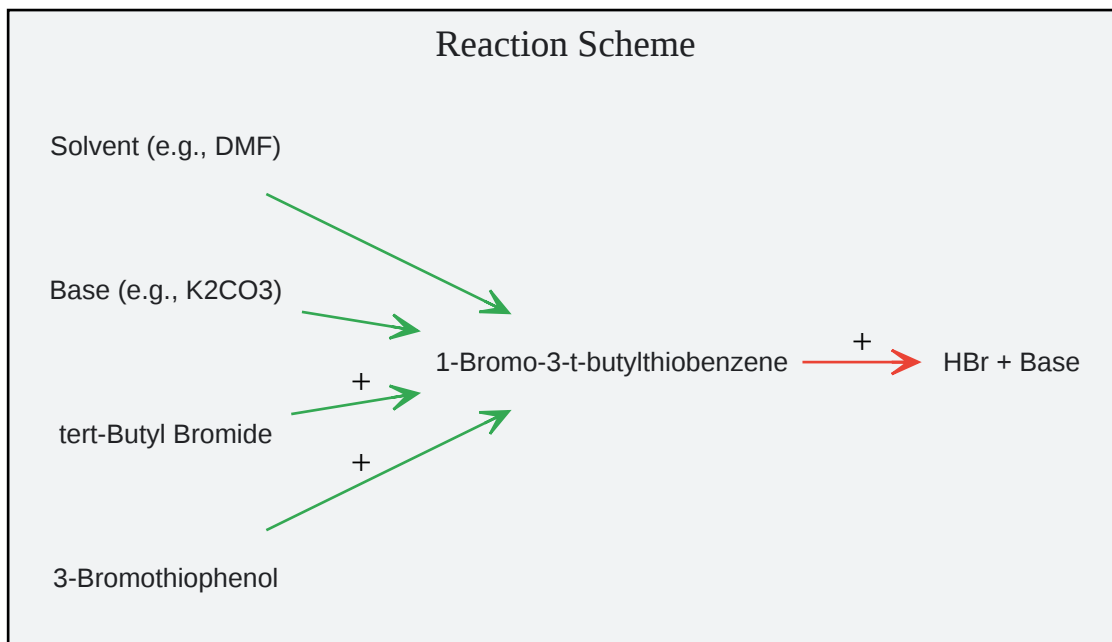 Reaction Scheme
Solvent (e.g., DMF)
Base (e.g., K2CO3)
+
1-Bromo-3-t-butylthiobenzene
HBr + Base
+
tert-Butyl Bromide
+
3-Bromothiophenol